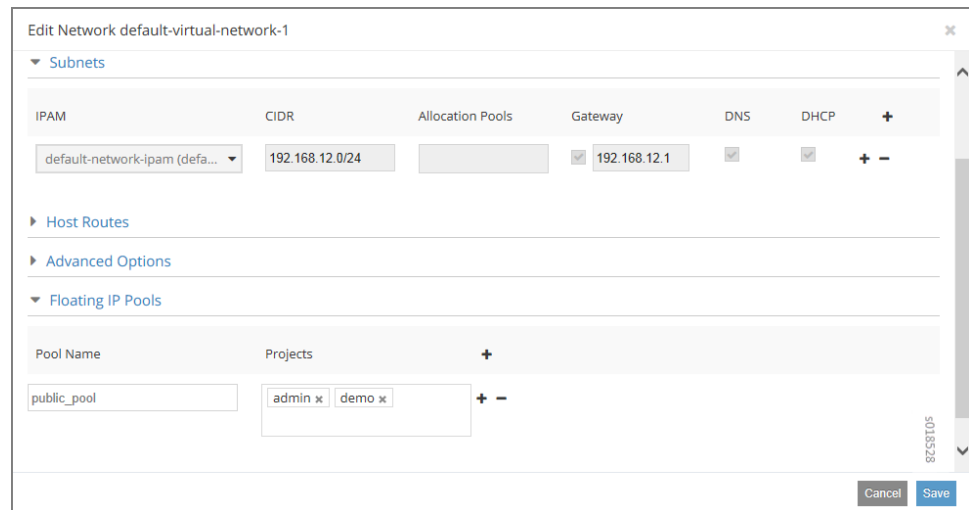 Edit Network default-virtual-network-1
Subnets
IPAM CIDR Allocation Pools Gateway DNS DHCP
default-network-ipam (defa... 192.168.12.0/24 192.168.12.1
Host Routes
Advanced Options
Floating IP Pools
Pool Name Projects
public_pool admin demo
s018528
Cancel Save